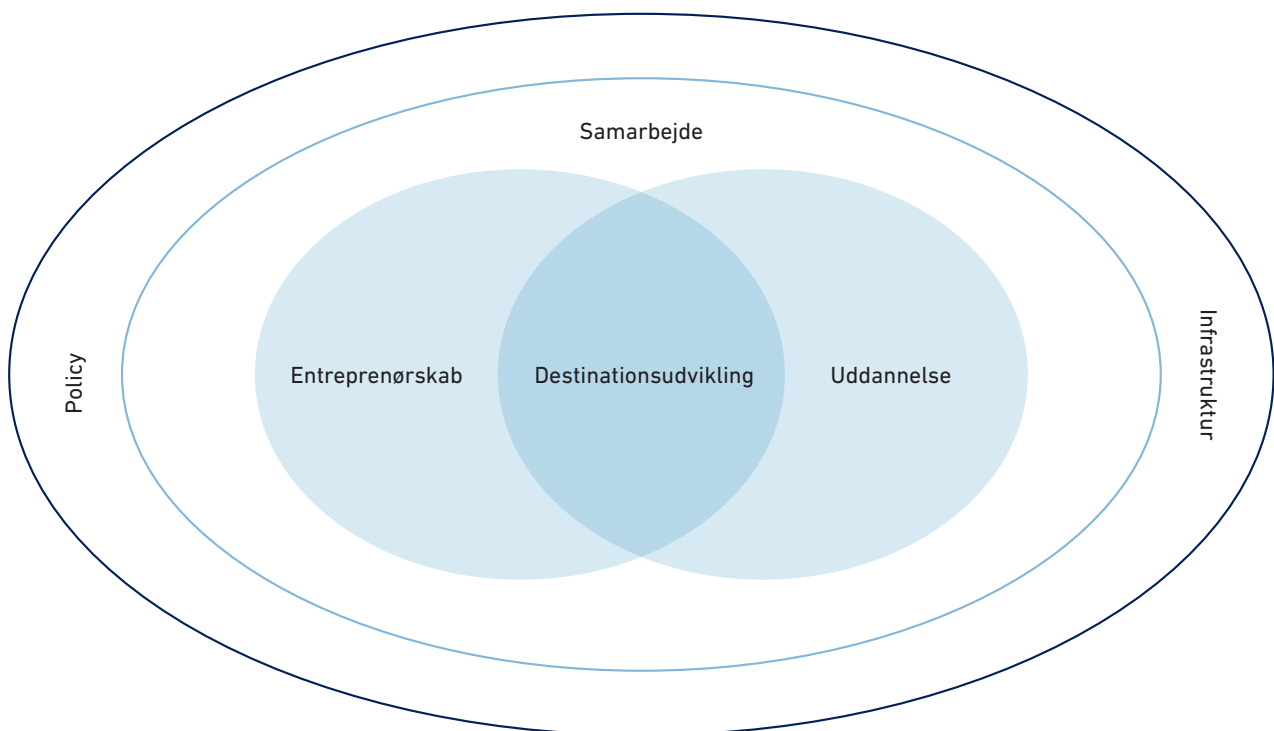 Samarbejde
Policy
Entreprenørskab
Destinationsudvikling
Uddannelse
Infrastruktur